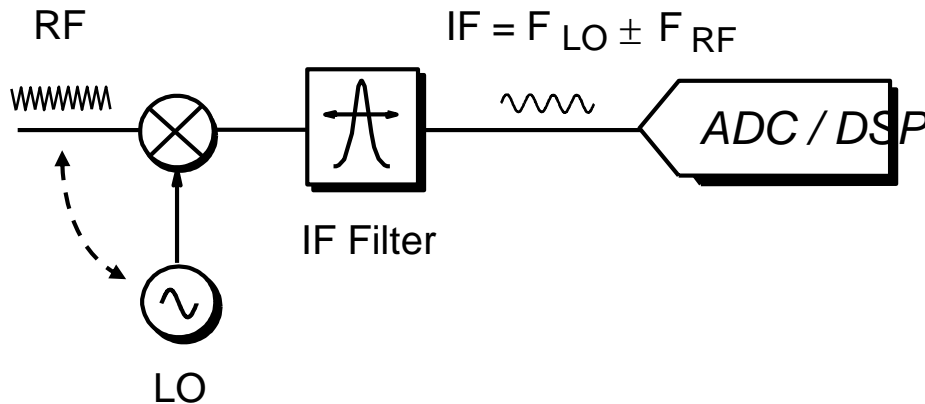 RF
IF = F LO ± F RF
ADC / DSP
IF Filter
LO